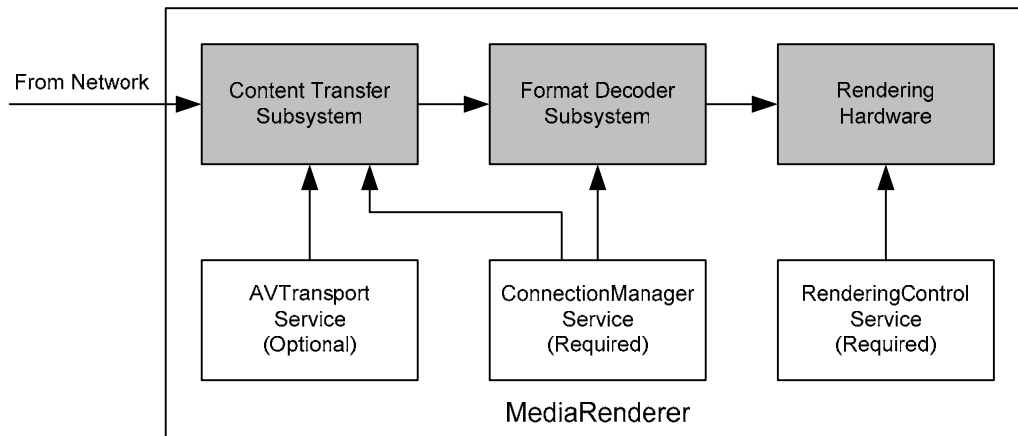 From Network
Content Transfer
Subsystem
Format Decoder
Subsystem
Rendering
Hardware
AVTransport
Service
(Optional)
ConnectionManager
Service
(Required)
RenderingControl
Service
(Required)
MediaRenderer